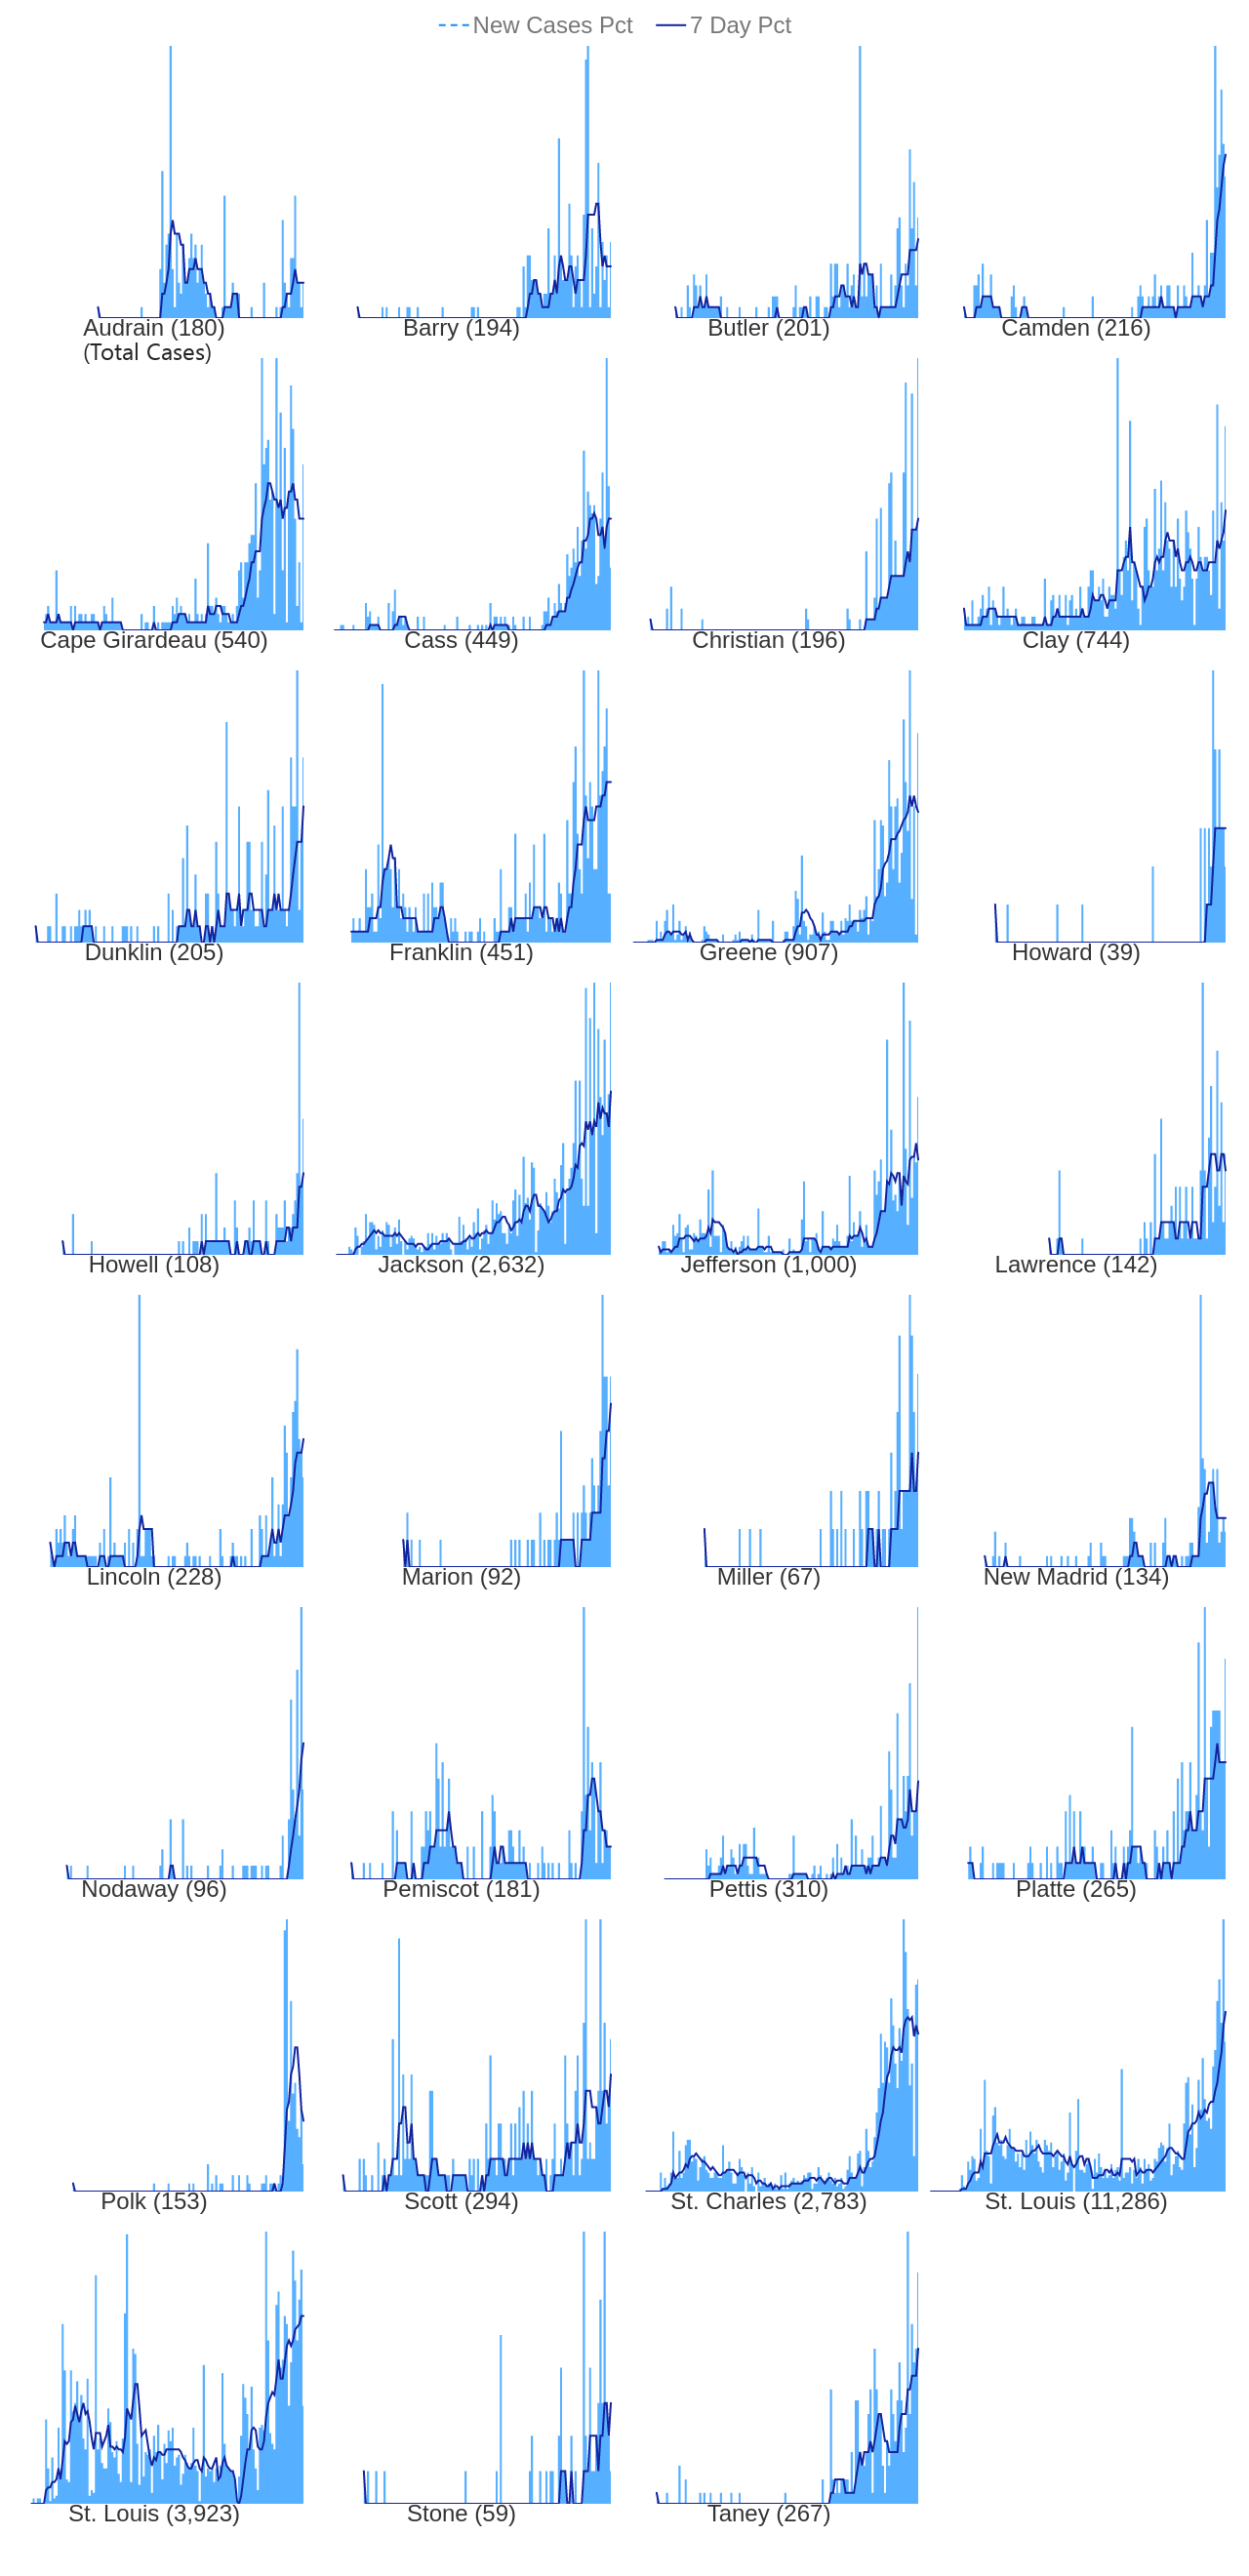 New Cases Pct 7 Day Pct
Audrain (180) Barry (194) Butler (201) Camden (216)
(Total Cases)
Cape Girardeau (540) Cass (449) Christian (196) Clay (744)
Dunklin (205) Franklin (451) Greene (907) Howard (39)
Howell (108) Jackson (2,632) Jefferson (1,000) Lawrence (142)
Lincoln (228) Marion (92) Miller (67) New Madrid (134)
Nodaway (96) Pemiscot (181) Pettis (310) Platte (265)
Polk (153) Scott (294) St. Charles (2,783) St. Louis (11,286)
St. Louis (3,923) Stone (59) Taney (267)